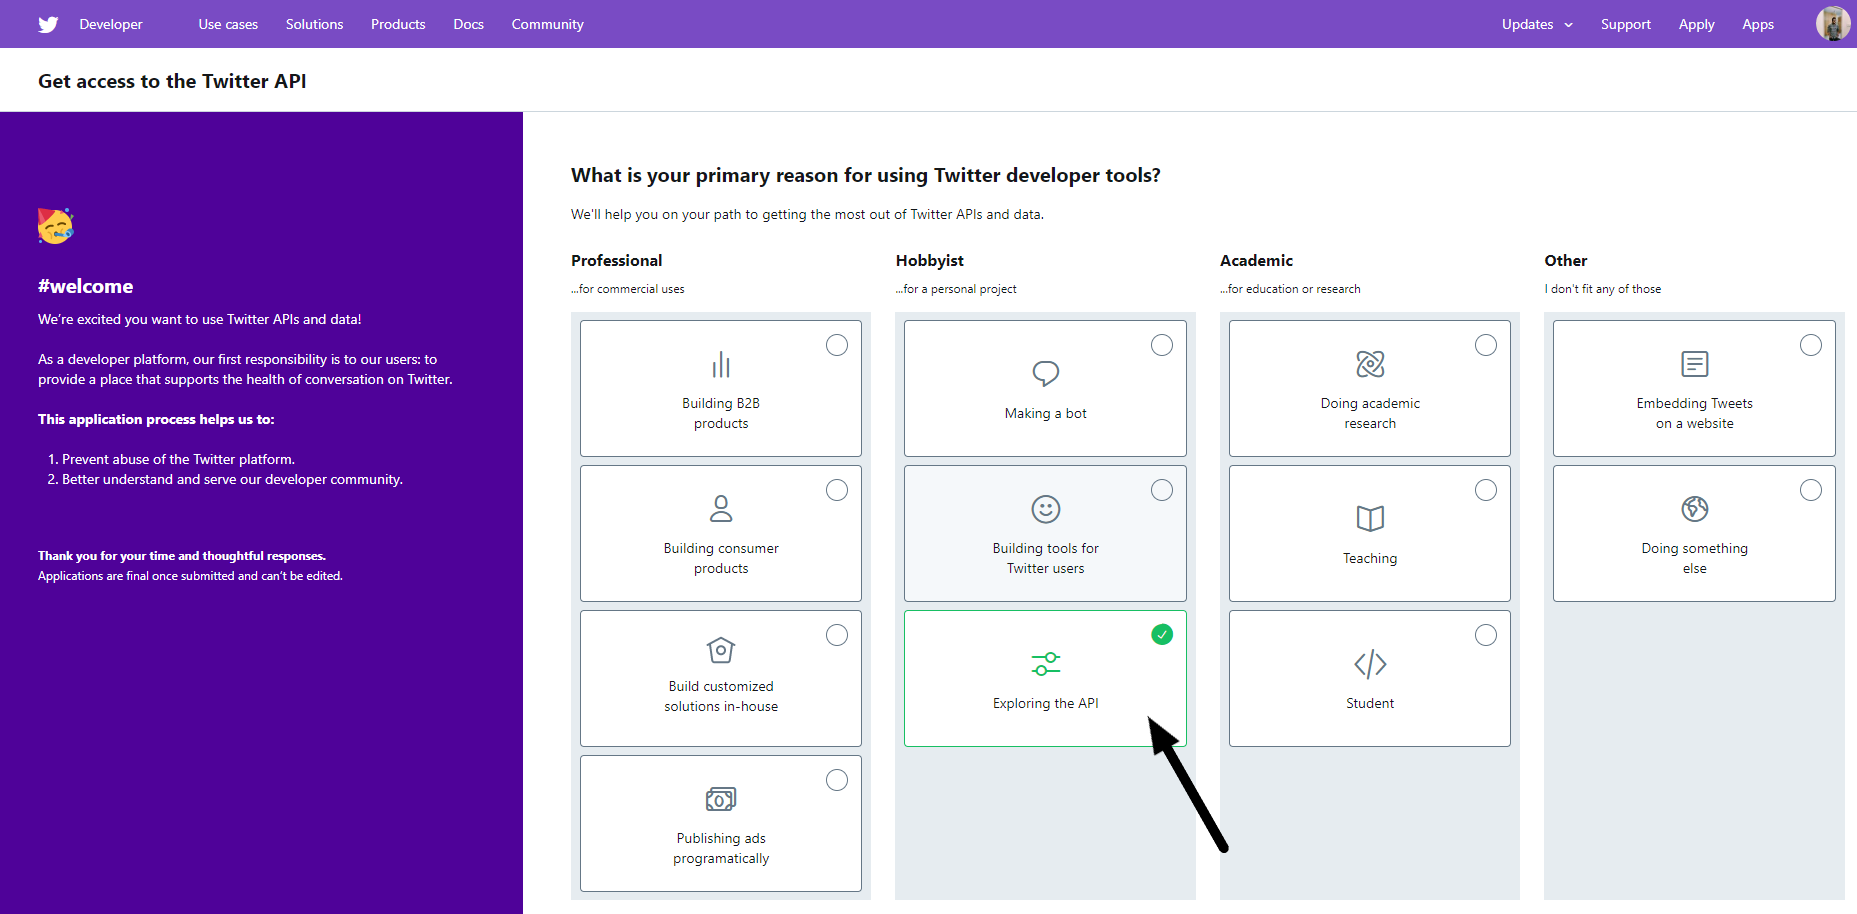 Developer
Use cases
Solutions
Products
Docs
Community
Updates
Support
Apply
Apps
Get access to the Twitter API
#welcome
We're excited you want to use Twitter APIs and data!
As a developer platform, our first responsibility is to our users: to
provide a place that supports the health of conversation on Twitter.
This application process helps us to:
1. Prevent abuse of the Twitter platform.
2. Better understand and serve our developer community.
Thank you for your time and thoughtful responses.
Applications are final once submitted and can't be edited.
What is your primary reason for using Twitter developer tools?
We'll help you on your path to getting the most out of Twitter APIs and data.
Professional
...for commercial uses
Building B2B
products
Building consumer
products
Build customized
solutions in-house
Publishing ads
programatically
Hobbyist
...for a personal project
Making a bot
Building tools for
Twitter users
Exploring the API
Academic
...for education or research
Doing academic
research
Teaching
Student
Other
I don't fit any of those
Embedding Tweets
on a website
Doing something
else